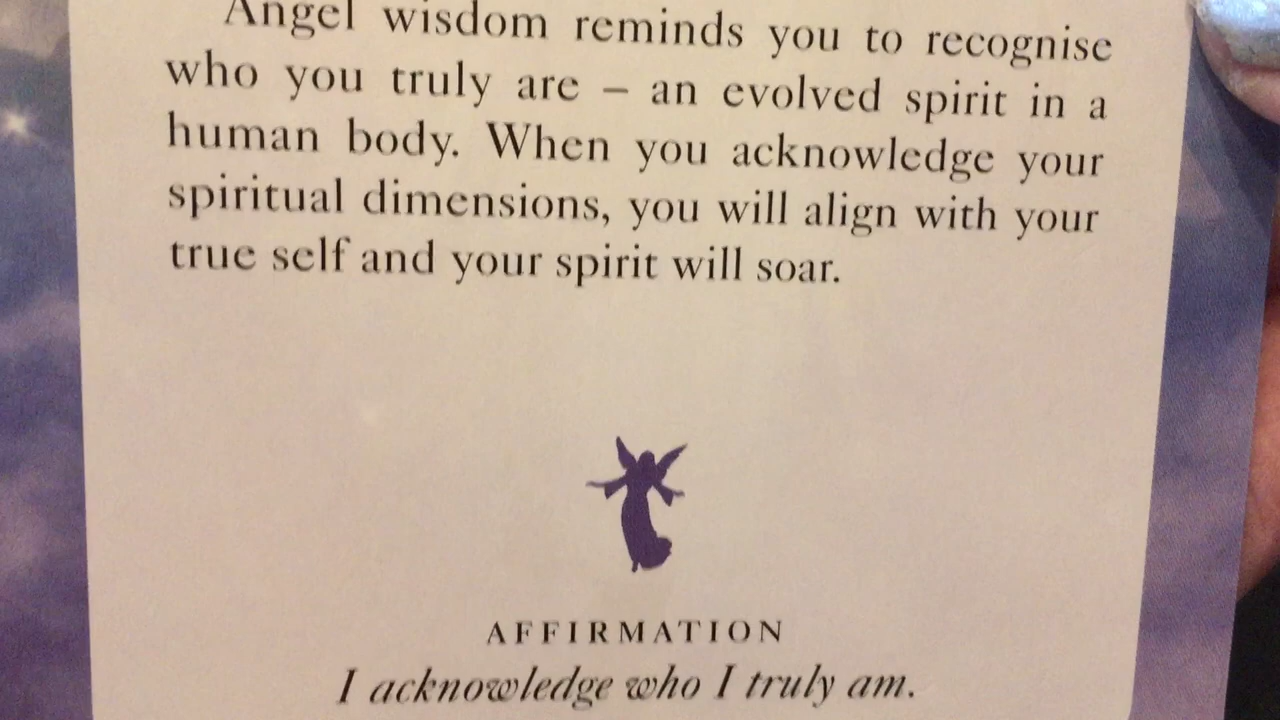 Angel wisdom reminds you to recognise
who you truly are – an evolved spirit in a
human body. When you acknowledge your
spiritual dimensions, you will align with your
true self and your spirit will soar.
AFFIRMATION
I acknowledge who I truly am.